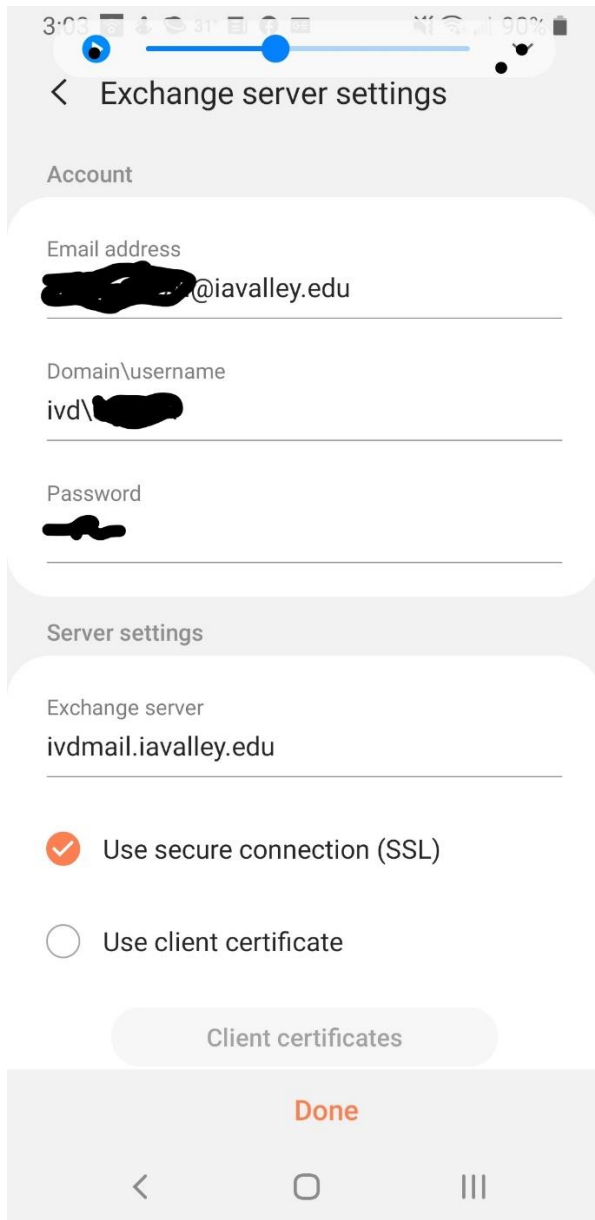 3:03 31° 90%
Exchange server settings
Account
Email address
@iavalley.edu
Domain\username
ivd\
Password
Server settings
Exchange server
ivdmail.iavalley.edu
Use secure connection (SSL)
Use client certificate
Client certificates
Done